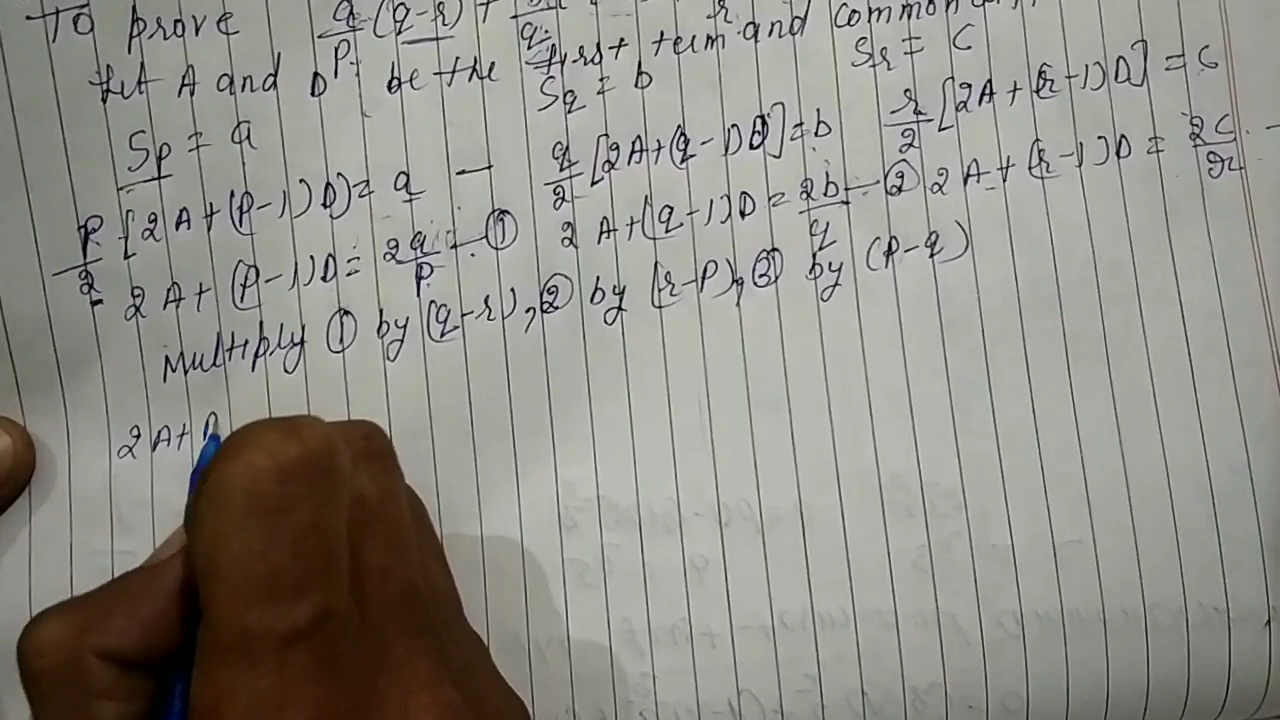 To prove a/p (q-r) +
Let A and D be the first term and common
Sp = a Sq = b Sr = c
p/2 [2A+(p-1)D] = a — q/2 [2A+(q-1)D] = b r/2 [2A+(r-1)D] = c
2A+(p-1)D = 2a/p — ① 2A+(q-1)D = 2b/q — ② 2A+(r-1)D = 2c/r —
Multiply ① by (q-r), ② by (r-p), ③ by (p-q)
2A+